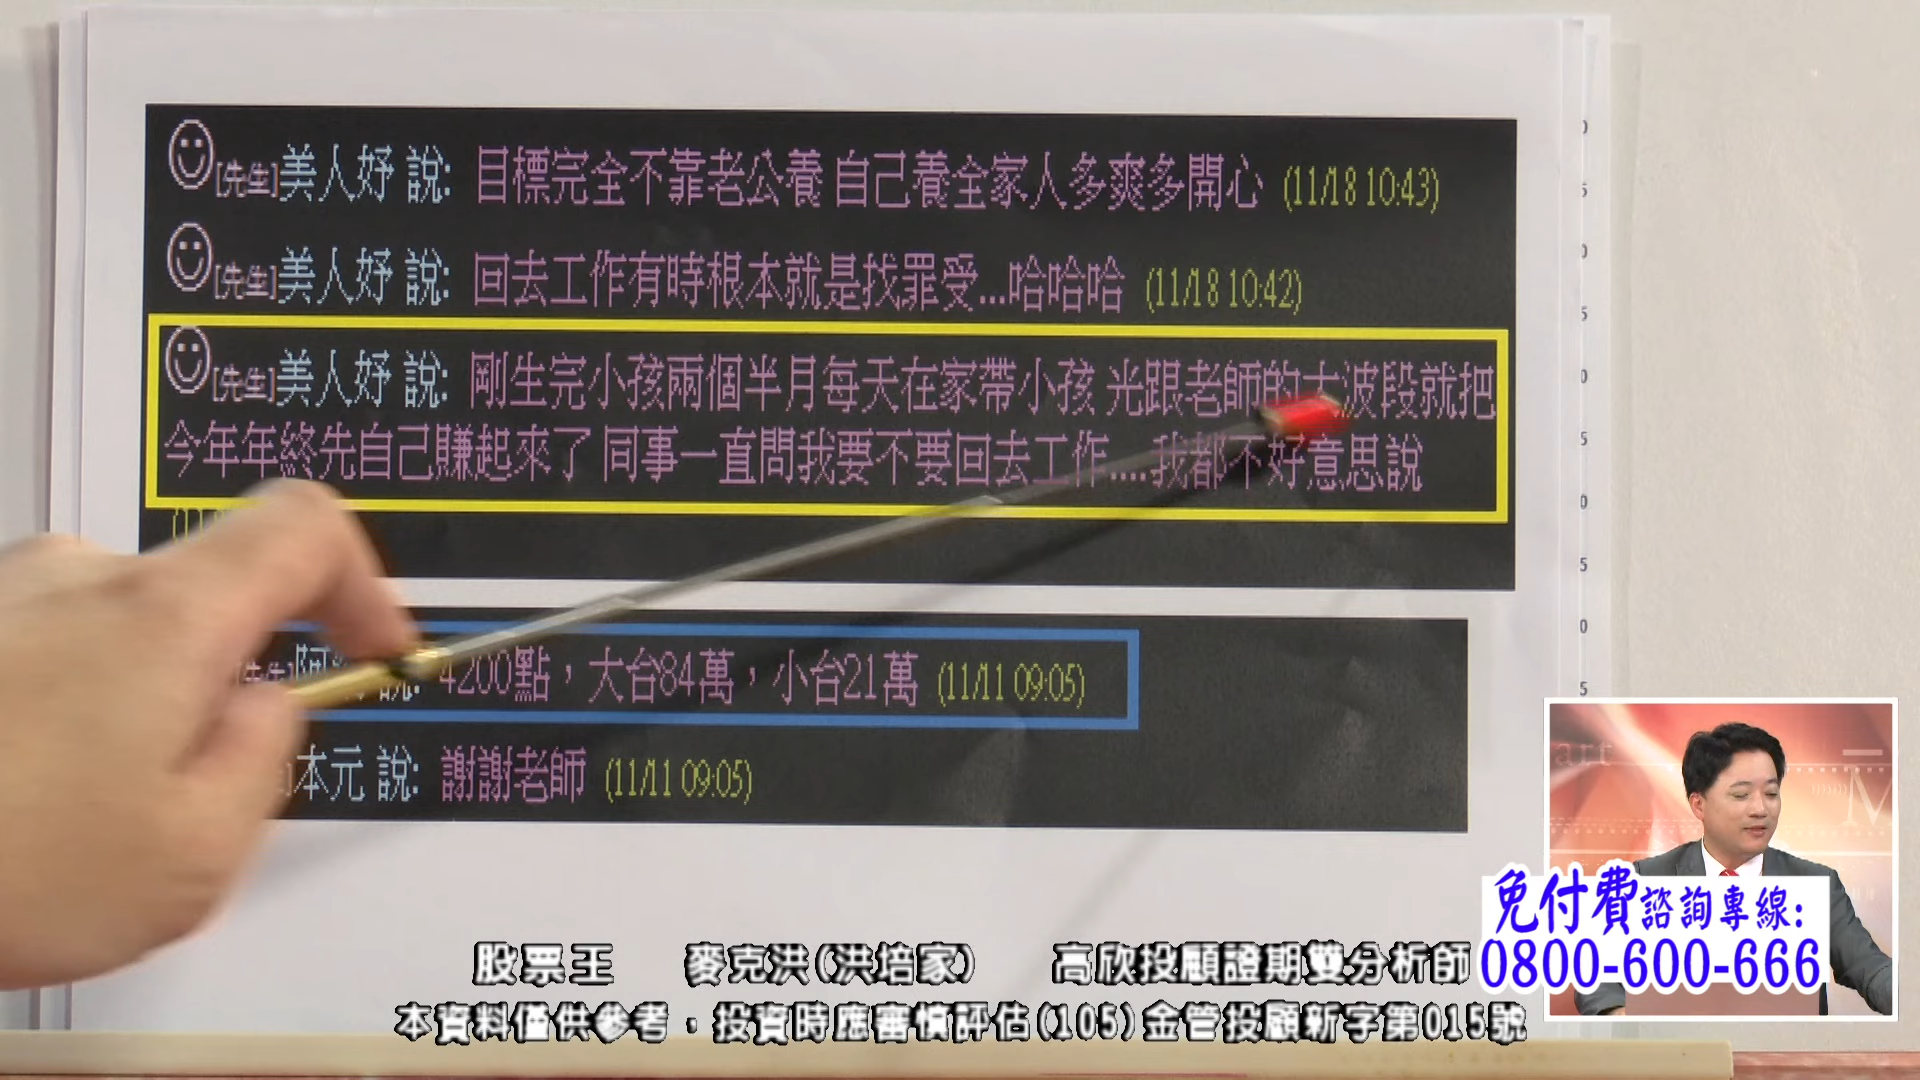 [先生]美人妤 說: 目標完全不靠老公養 自己養全家人多爽多開心 (11/18 10:43)
[先生]美人妤 說: 回去工作有時根本就是找罪受...哈哈哈 (11/18 10:42)
[先生]美人妤 說: 剛生完小孩兩個半月每天在家帶小孩 光跟老師的大波段就把
今年年終先自己賺起來了 同事一直問我要不要回去工作....我都不好意思說
說: 4200點，大台84萬，小台21萬 (11/11 09:05)
本元 說: 謝謝老師 (11/11 09:05)
免付費諮詢專線:
0800-600-666
股票王 麥克洪(洪培家) 高欣投顧證期雙分析師
本資料僅供參考，投資時應審慎評估(105)金管投顧新字第015號